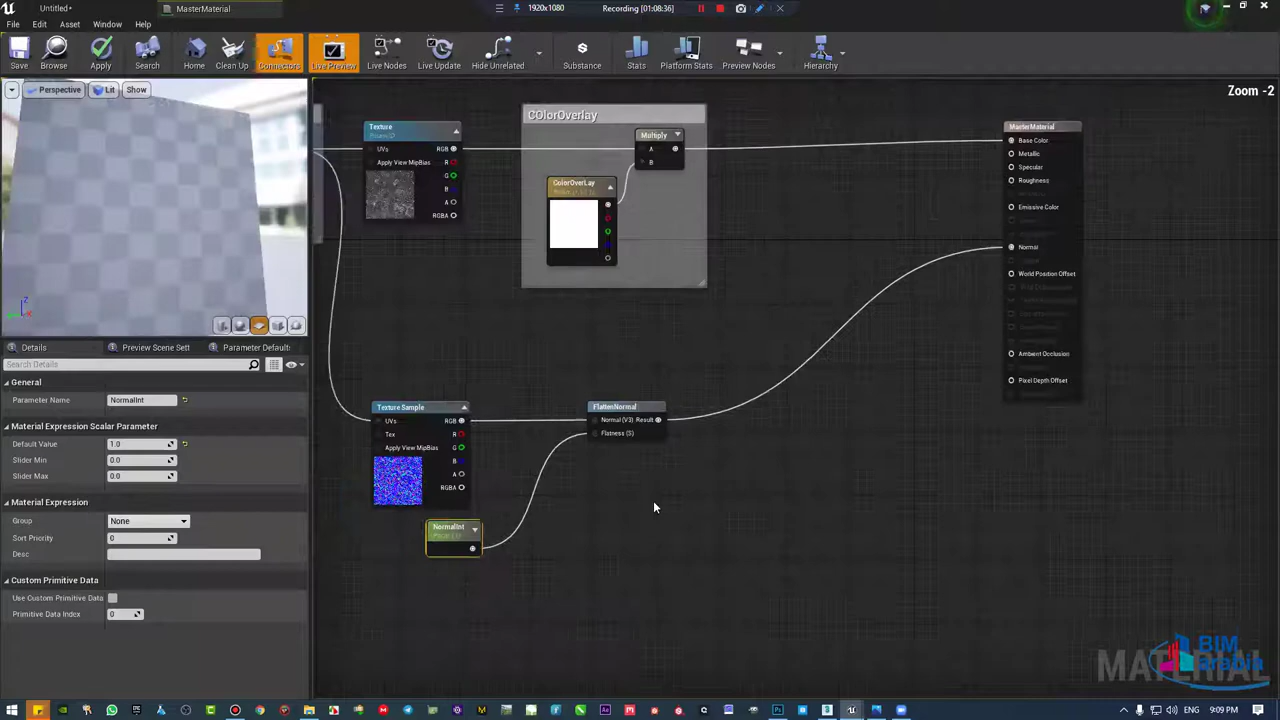 Untitled*
MasterMaterial
1920x1080
Recording [01:08:36]
File
Edit
Asset
Window
Help
Save
Browse
Apply
Search
Home
Clean Up
Connectors
Live Preview
Live Nodes
Live Update
Hide Unrelated
Substance
Stats
Platform Stats
Preview Nodes
Hierarchy
Perspective
Lit
Show
Zoom -2
COlorOverlay
Texture
UVs
RGB
Apply View MipBias
R
G
B
A
RGBA
Multiply
A
B
ColorOverLay
MasterMaterial
Base Color
Metallic
Specular
Roughness
Emissive Color
Normal
World Position Offset
Ambient Occlusion
Pixel Depth Offset
Details
Preview Scene Sett
Parameter Default
Search Details
General
Parameter Name
NormalInt
Material Expression Scalar Parameter
Default Value
1.0
Slider Min
0.0
Slider Max
0.0
Material Expression
Group
None
Sort Priority
0
Desc
Custom Primitive Data
Use Custom Primitive Data
Primitive Data Index
0
Texture Sample
UVs
RGB
Tex
R
Apply View MipBias
G
B
A
RGBA
FlattenNormal
Normal (V3)
Result
Flatness (S)
NormalInt
MATERIAL
BIM
arabia
ENG
9:09 PM